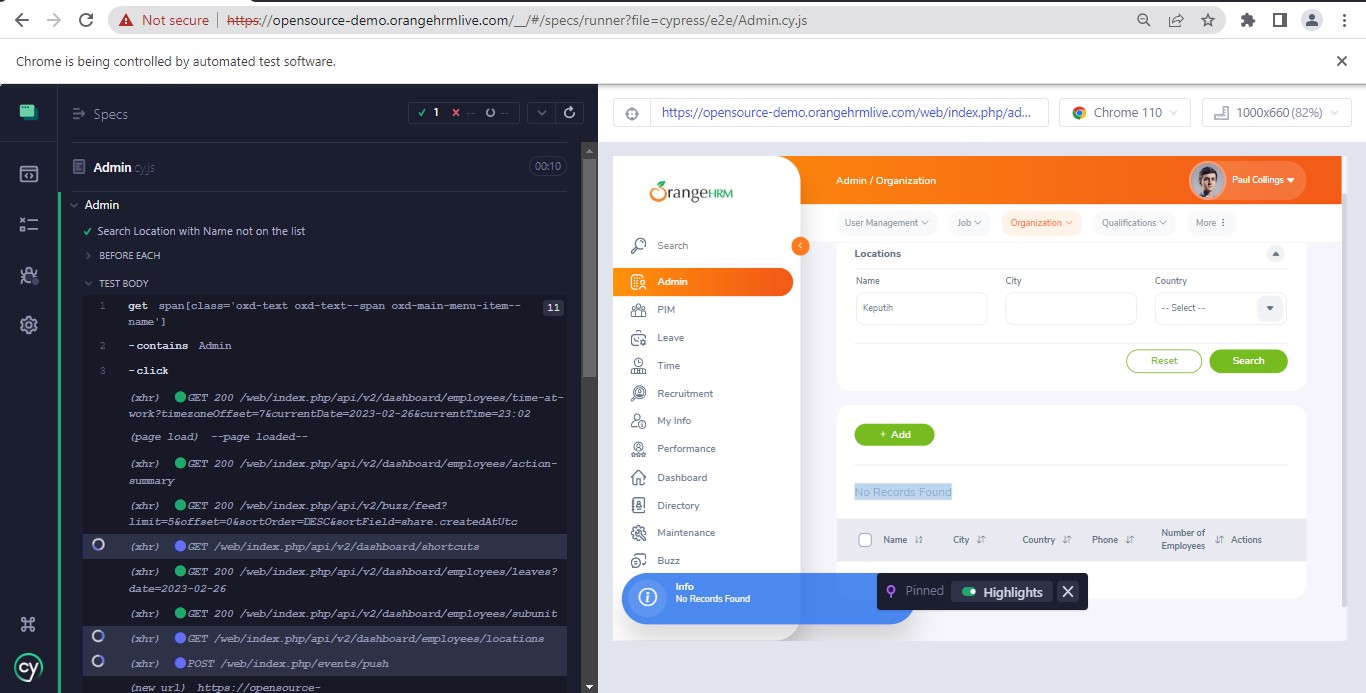 Not secure
https://opensource-demo.orangehrmlive.com/__/#/specs/runner?file=cypress/e2e/Admin.cy.js
Chrome is being controlled by automated test software.
Specs
1
--
--
Admin cy.js
00:10
Admin
Search Location with Name not on the list
BEFORE EACH
TEST BODY
1 get span[class='oxd-text oxd-text--span oxd-main-menu-item--
name'] 11
2 -contains Admin
3 -click
(xhr) GET 200 /web/index.php/api/v2/dashboard/employees/time-at-
work?timezoneOffset=7&currentDate=2023-02-26&currentTime=23:02
(page load) --page loaded--
(xhr) GET 200 /web/index.php/api/v2/dashboard/employees/action-
summary
(xhr) GET 200 /web/index.php/api/v2/buzz/feed?
limit=5&offset=0&sortOrder=DESC&sortField=share.createdAtUtc
(xhr) GET /web/index.php/api/v2/dashboard/shortcuts
(xhr) GET 200 /web/index.php/api/v2/dashboard/employees/leaves?
date=2023-02-26
(xhr) GET 200 /web/index.php/api/v2/dashboard/employees/subunit
(xhr) GET /web/index.php/api/v2/dashboard/employees/locations
(xhr) POST /web/index.php/events/push
(new url) https://opensource-
cy
https://opensource-demo.orangehrmlive.com/web/index.php/ad...
Chrome 110
1000x660 (82%)
OrangeHRM
Search
Admin
PIM
Leave
Time
Recruitment
My Info
Performance
Dashboard
Directory
Maintenance
Buzz
Admin / Organization
Paul Collings
User Management
Job
Organization
Qualifications
More
Locations
Name City Country
Keputih
-- Select --
Reset
Search
+ Add
No Records Found
Name City Country Phone Number of
Employees Actions
Info
No Records Found
Pinned
Highlights